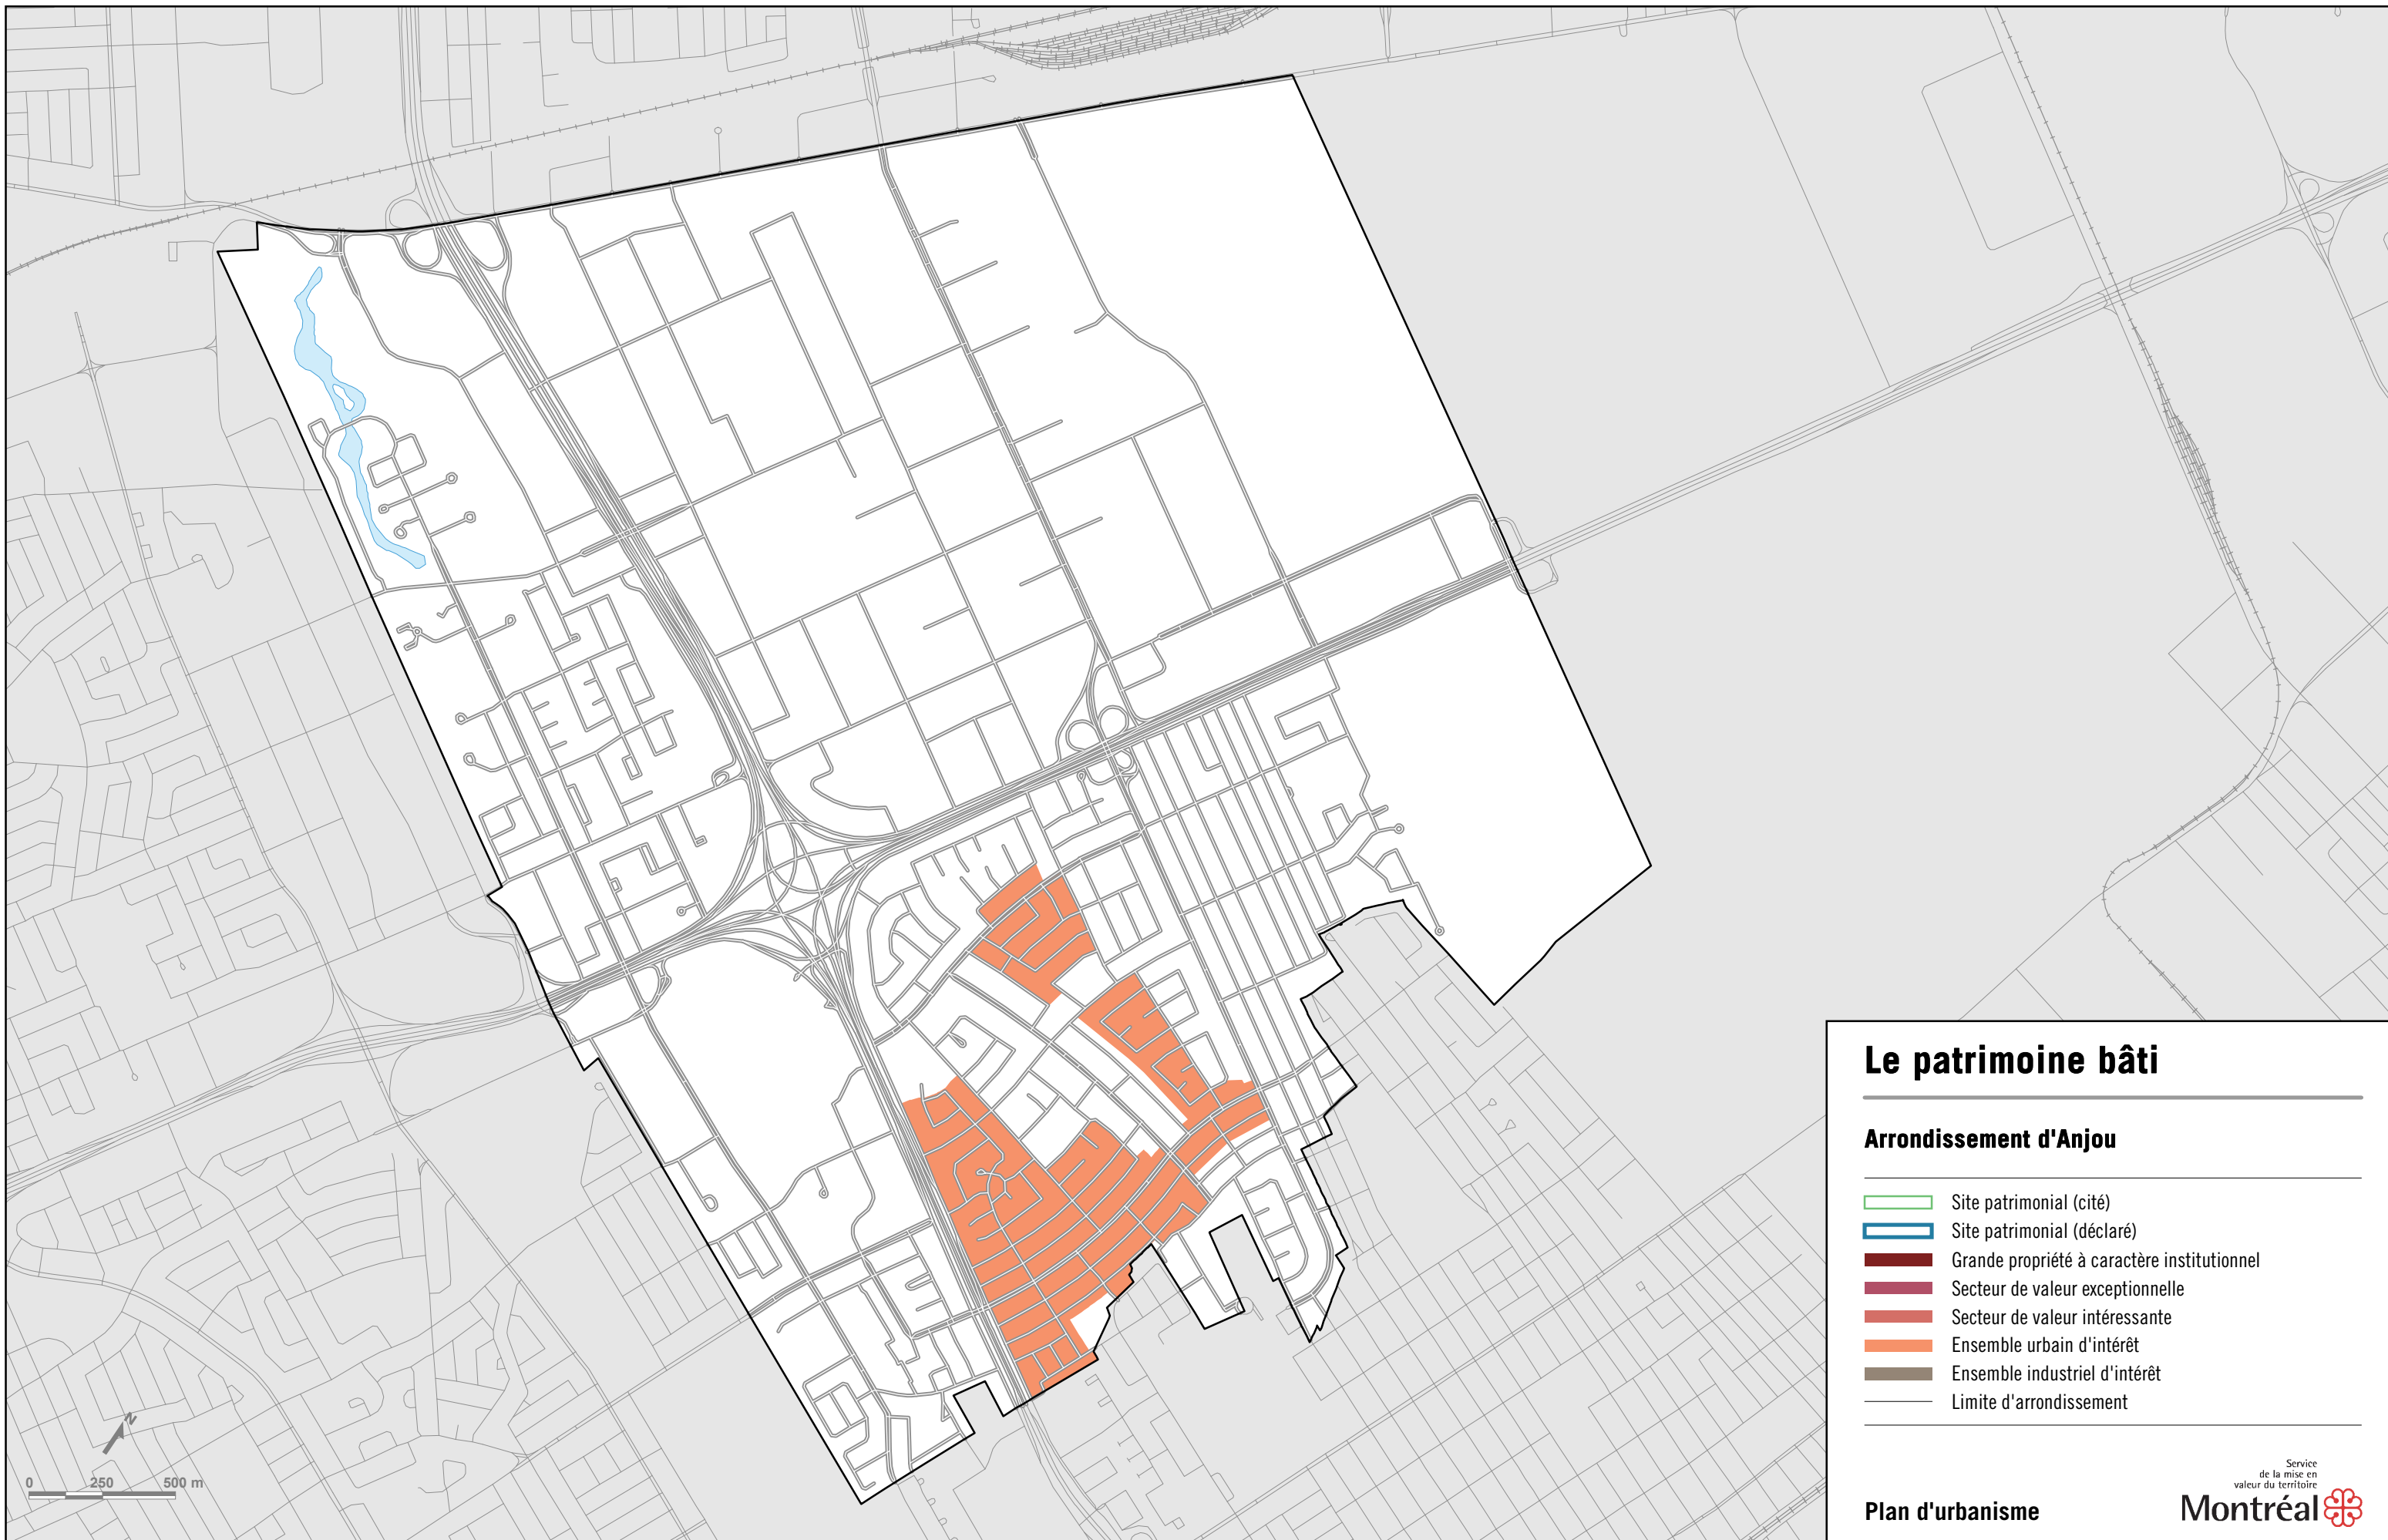 Le patrimoine bâti
Arrondissement d'Anjou
Site patrimonial (cité)
Site patrimonial (déclaré)
Grande propriété à caractère institutionnel
Secteur de valeur exceptionnelle
Secteur de valeur intéressante
Ensemble urbain d'intérêt
Ensemble industriel d'intérêt
Limite d'arrondissement
N
0 250 500 m
Service
de la mise en
valeur du territoire
Plan d'urbanisme
Montréal